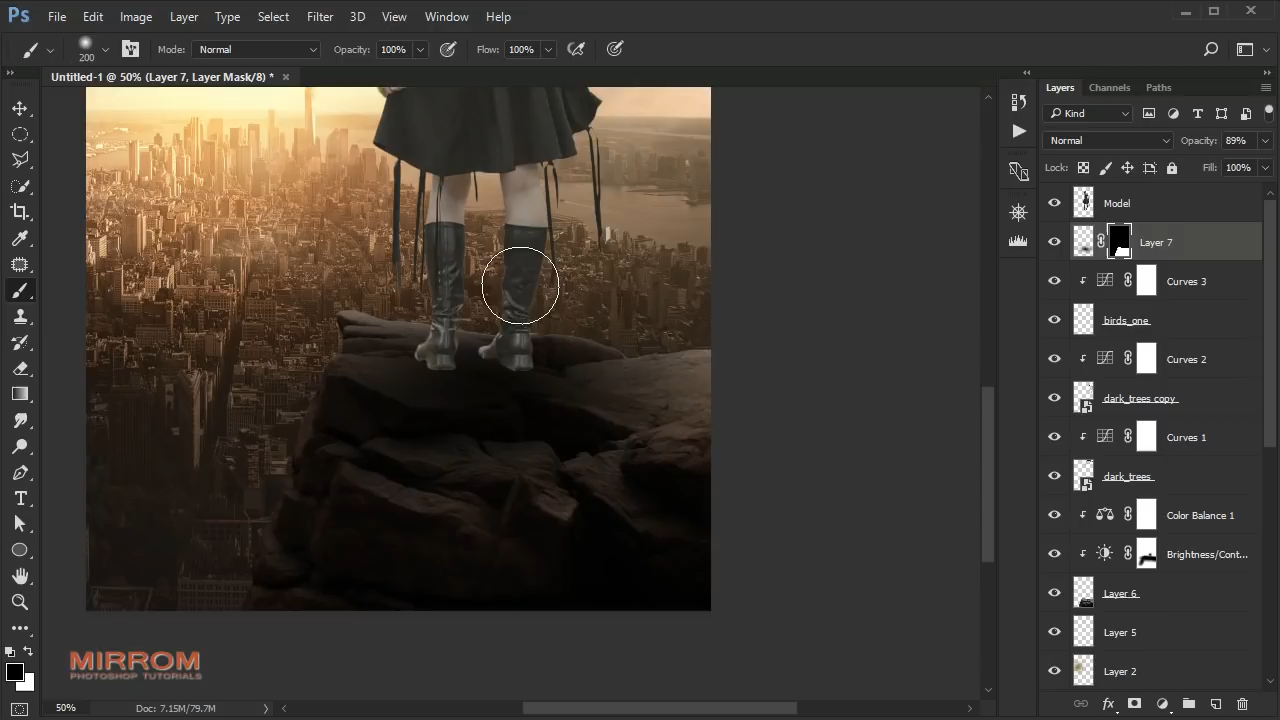 Ps File Edit Image Layer Type Select Filter 3D View Window Help
200 Mode: Normal Opacity: 100% Flow: 100%
Untitled-1 @ 50% (Layer 7, Layer Mask/8) *
Layers Channels Paths
Kind
Normal Opacity: 89%
Lock: Fill: 100%
Model
Layer 7
Curves 3
birds_one
Curves 2
dark_trees copy
Curves 1
dark_trees
Color Balance 1
Brightness/Cont...
Layer 6
Layer 5
Layer 2
MIRROM
PHOTOSHOP TUTORIALS
50% Doc: 7.15M/79.7M